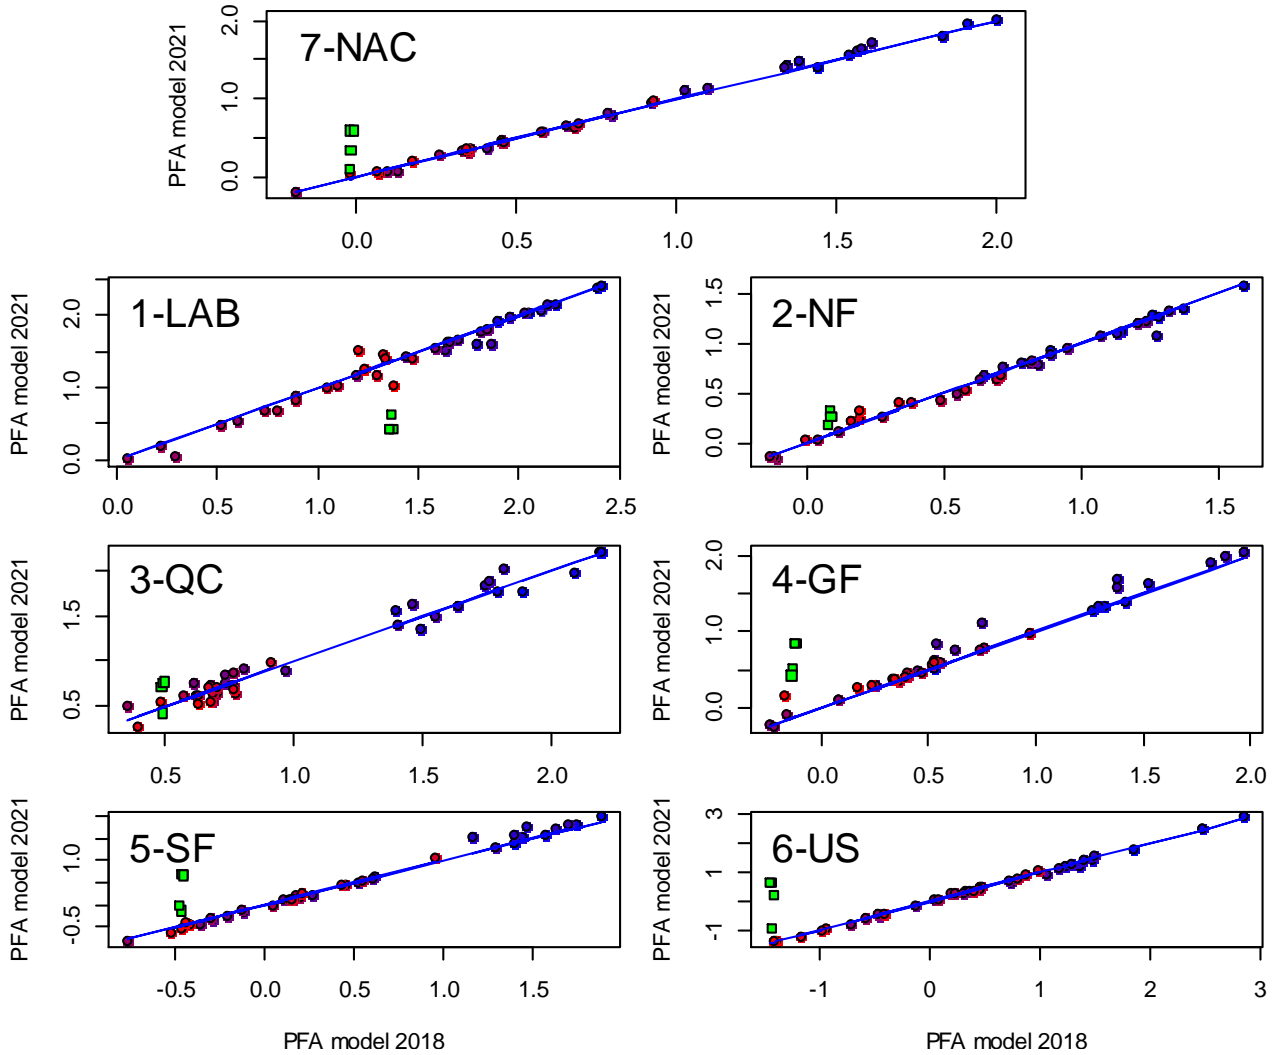 7-NAC
PFA model 2021
0.0 1.0 2.0
0.0 0.5 1.0 1.5 2.0
1-LAB
PFA model 2021
0.0 1.0 2.0
0.0 0.5 1.0 1.5 2.0 2.5
2-NF
PFA model 2021
0.0 1.0 1.5
0.0 0.5 1.0 1.5
3-QC
PFA model 2021
0.5 1.5
0.5 1.0 1.5 2.0
4-GF
PFA model 2021
0.0 1.0 2.0
0.0 0.5 1.0 1.5 2.0
5-SF
PFA model 2021
-0.5 1.0
-0.5 0.0 0.5 1.0 1.5
6-US
PFA model 2021
-1 1 3
-1 0 1 2 3
PFA model 2018
PFA model 2018